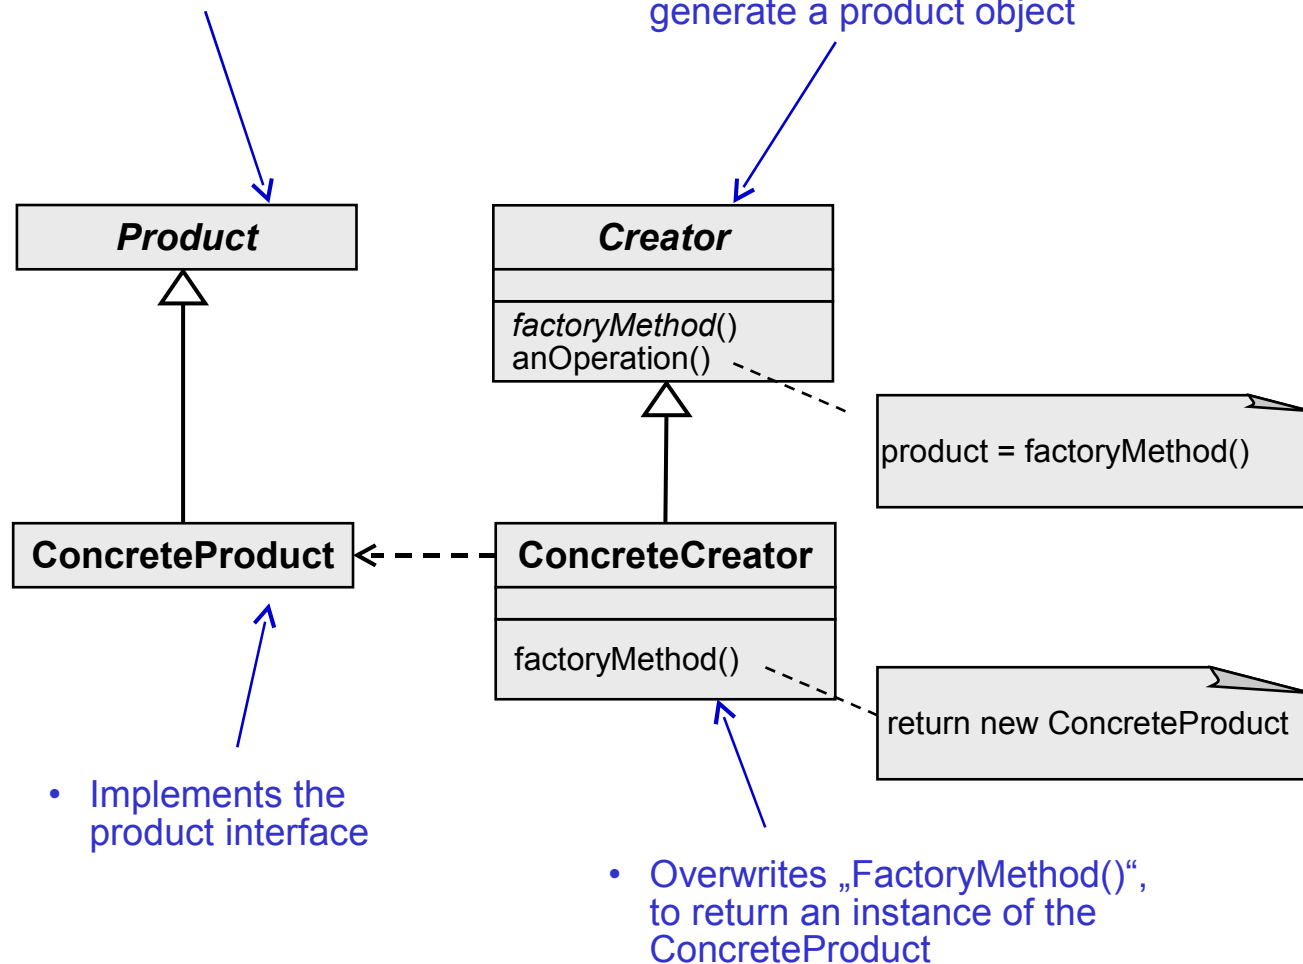 generate a product object
Product
Creator
factoryMethod()
anOperation()
product = factoryMethod()
ConcreteProduct
ConcreteCreator
factoryMethod()
return new ConcreteProduct
• Implements the
product interface
• Overwrites „FactoryMethod()“,
to return an instance of the
ConcreteProduct